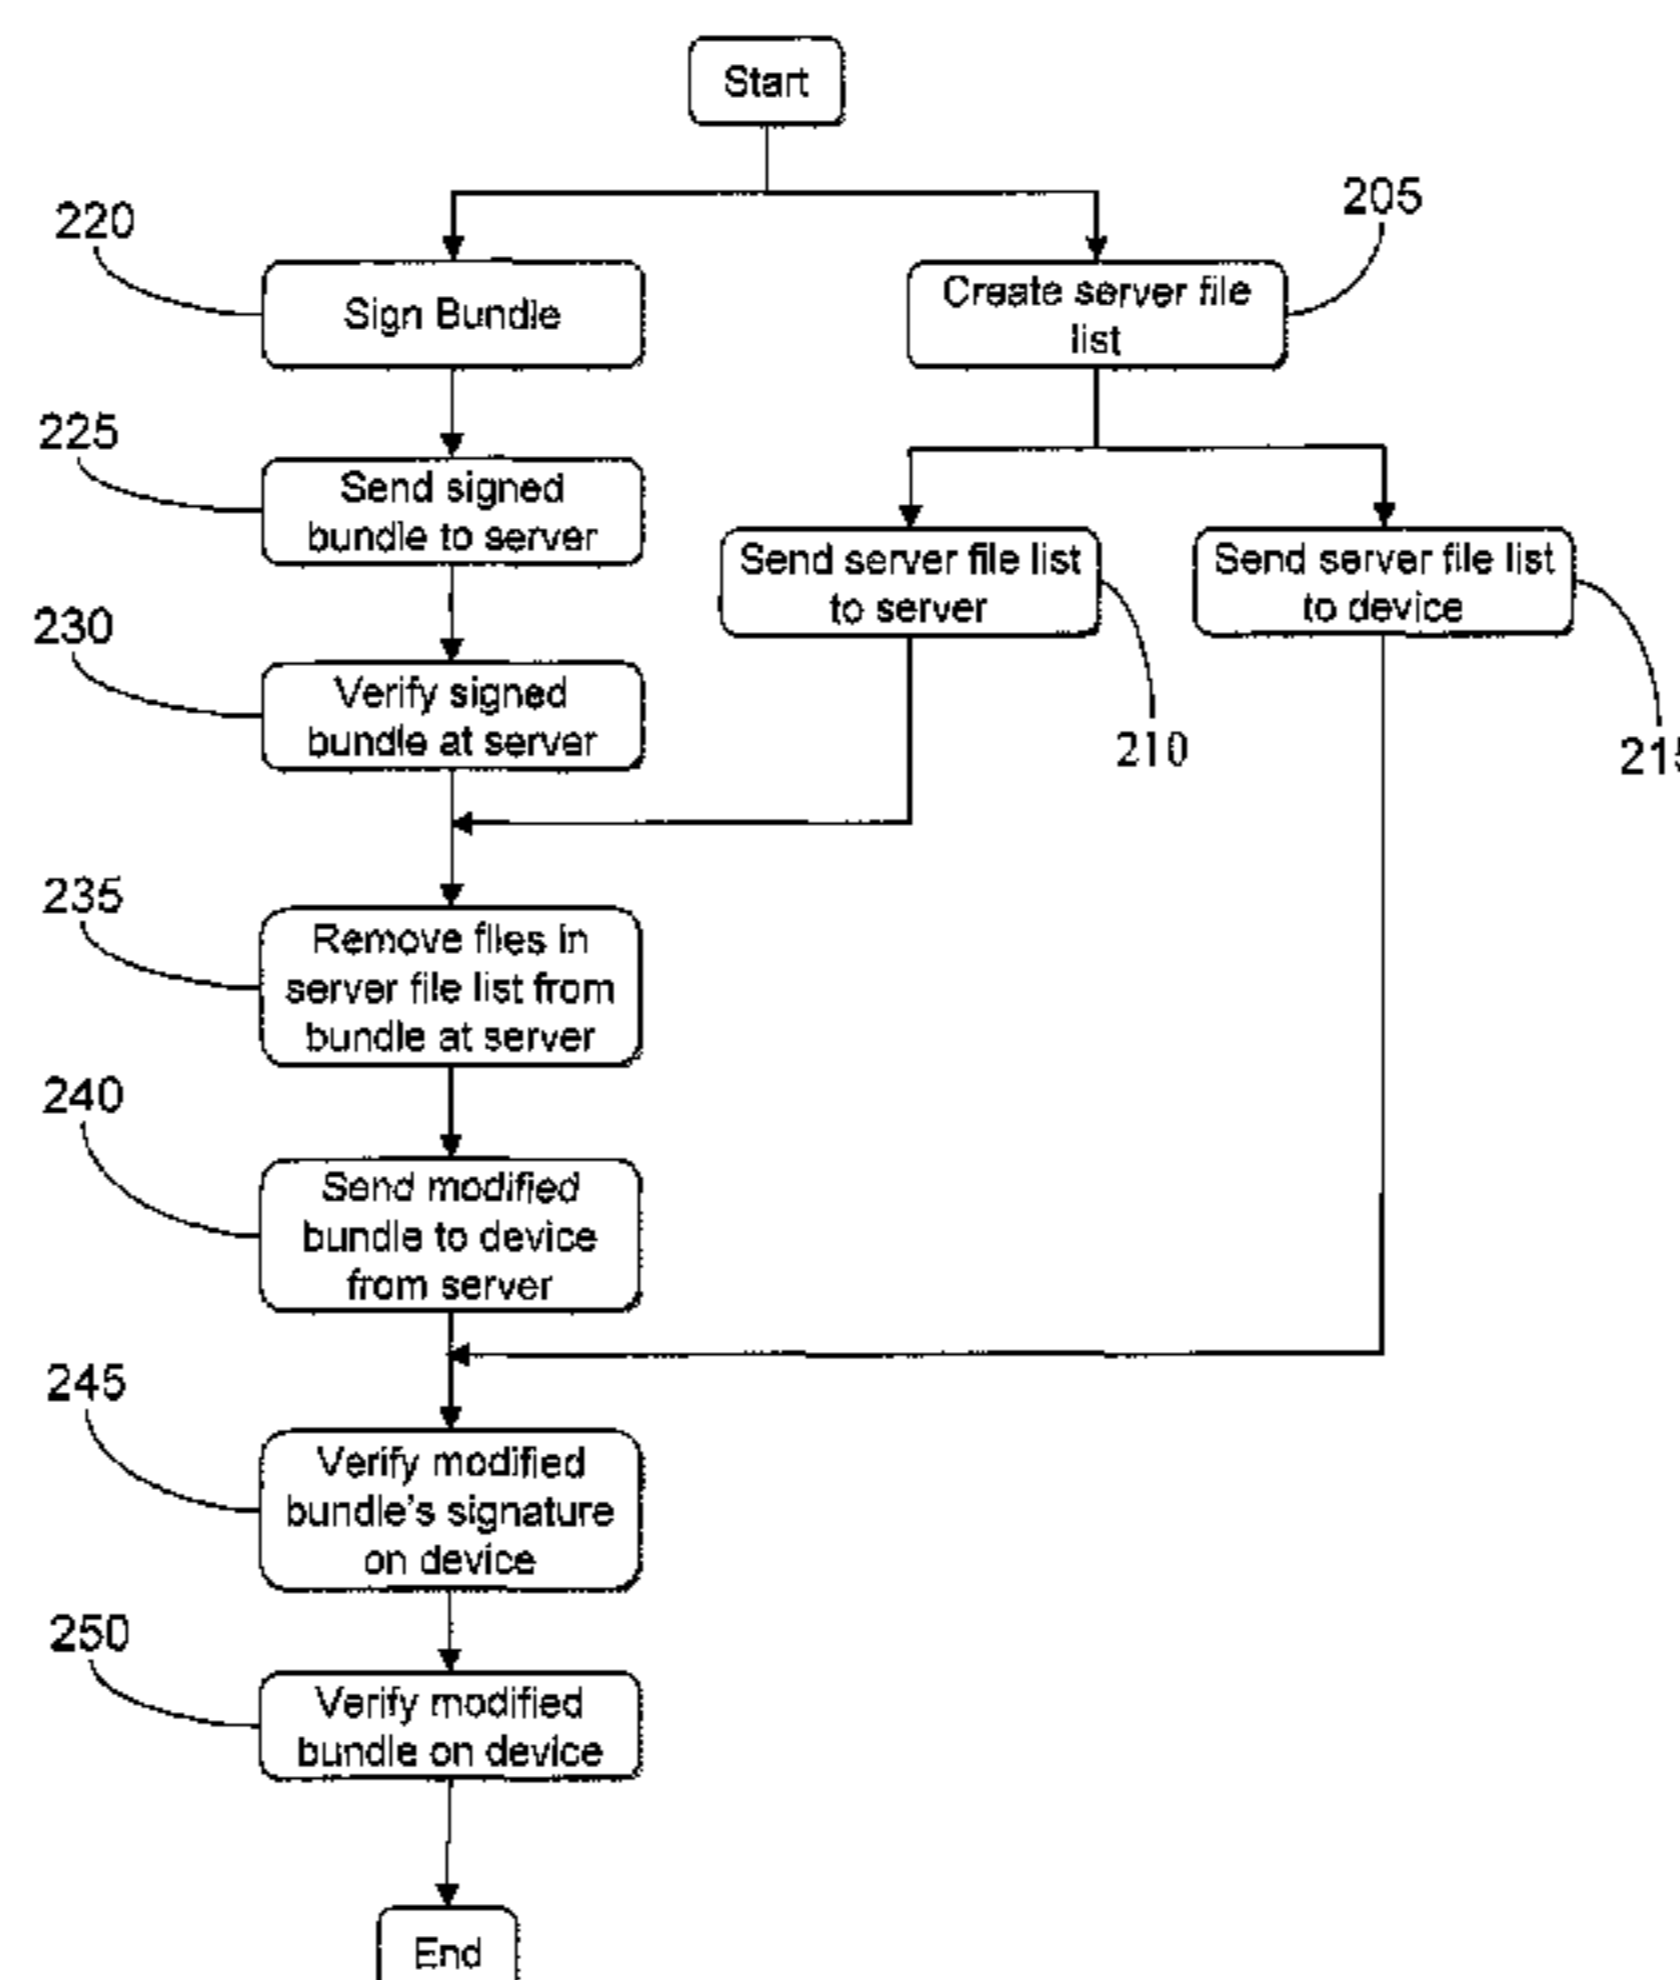 Start
220
205
Sign Bundle
Create server file
list
225
Send signed
bundle to server
Send server file list
to server
Send server file list
to device
230
Verify signed
bundle at server
210
215
235
Remove files in
server file list from
bundle at server
240
Send modified
bundle to device
from server
245
Verify modified
bundle's signature
on device
250
Verify modified
bundle on device
End